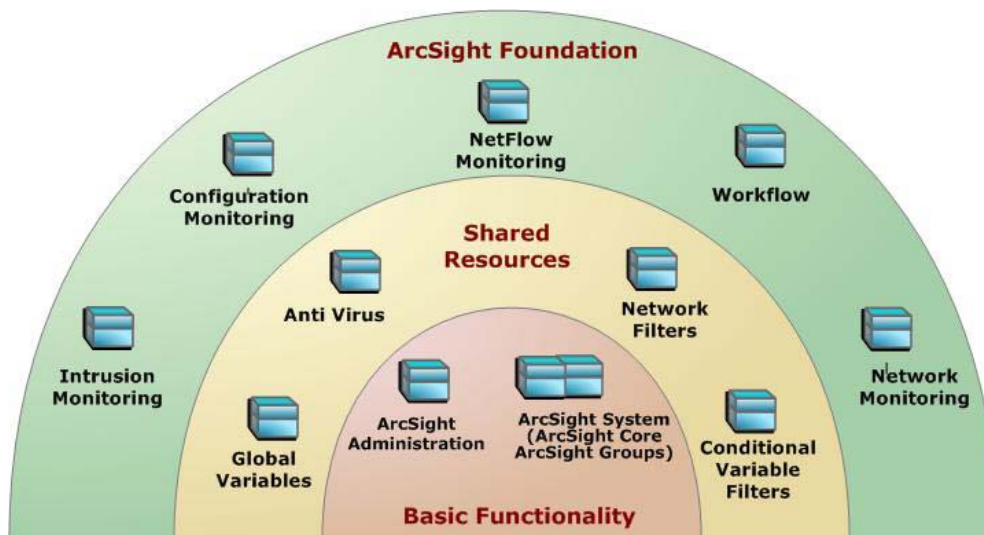 ArcSight Foundation
NetFlow
Monitoring
Configuration
Monitoring
Workflow
Intrusion
Monitoring
Network
Monitoring
Shared
Resources
Anti Virus
Network
Filters
Global
Variables
Conditional
Variable
Filters
ArcSight
Administration
ArcSight System
(ArcSight Core
ArcSight Groups)
Basic Functionality